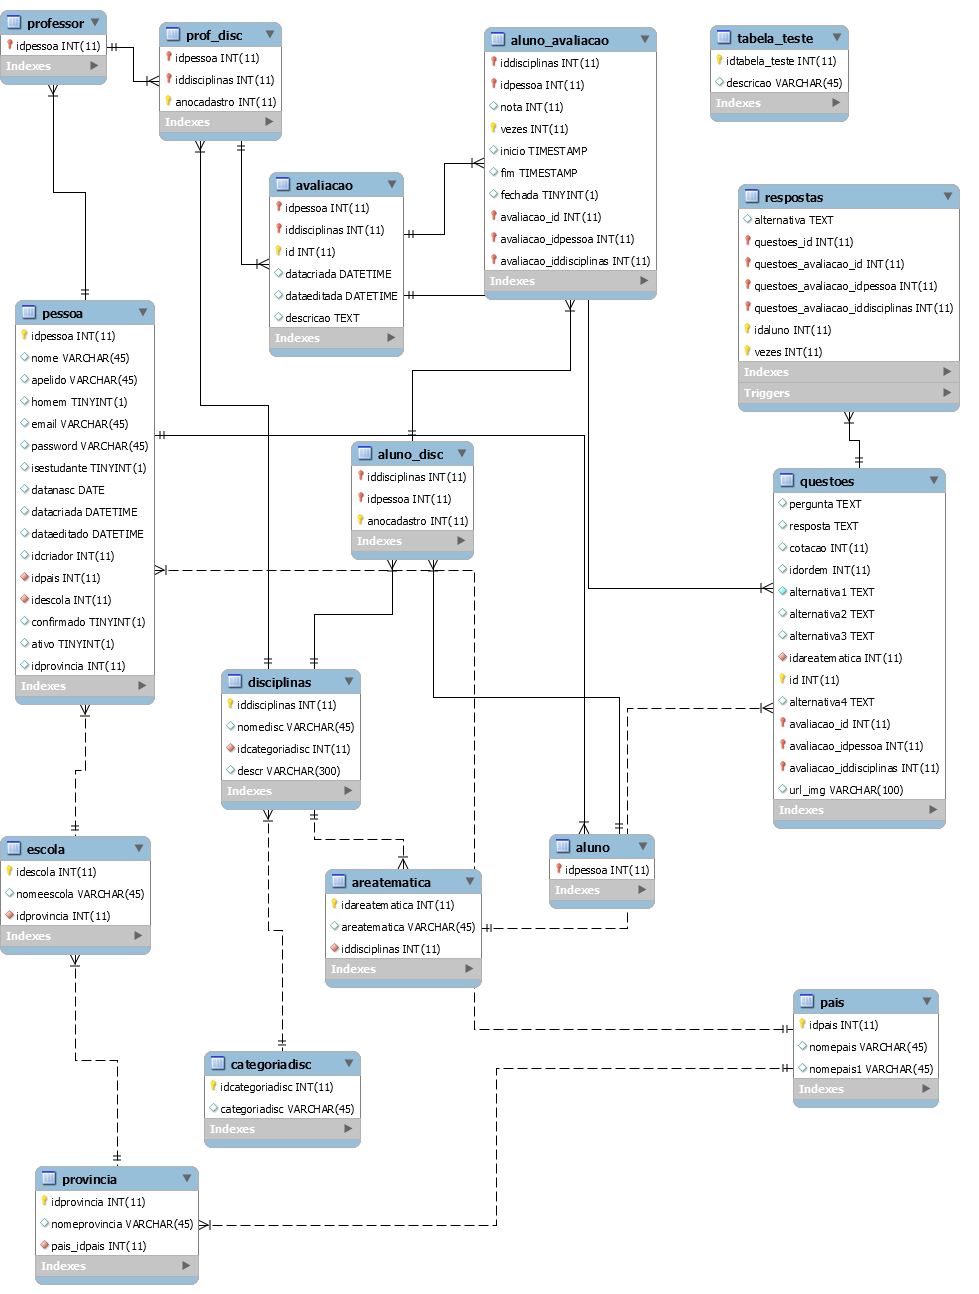 professor
idpessoa INT(11)
Indexes
prof_disc
idpessoa INT(11)
iddisciplinas INT(11)
anocadastro INT(11)
Indexes
aluno_avaliacao
iddisciplinas INT(11)
idpessoa INT(11)
nota INT(11)
vezes INT(11)
inicio TIMESTAMP
fim TIMESTAMP
fechada TINYINT(1)
avaliacao_id INT(11)
avaliacao_idpessoa INT(11)
avaliacao_iddisciplinas INT(11)
Indexes
tabela_teste
idtabela_teste INT(11)
descricao VARCHAR(45)
Indexes
avaliacao
idpessoa INT(11)
iddisciplinas INT(11)
id INT(11)
datacriada DATETIME
dataeditada DATETIME
descricao TEXT
Indexes
respostas
alternativa TEXT
questoes_id INT(11)
questoes_avaliacao_id INT(11)
questoes_avaliacao_idpessoa INT(11)
questoes_avaliacao_iddisciplinas INT(11)
idaluno INT(11)
vezes INT(11)
Indexes
Triggers
pessoa
idpessoa INT(11)
nome VARCHAR(45)
apelido VARCHAR(45)
homem TINYINT(1)
email VARCHAR(45)
password VARCHAR(45)
isestudante TINYINT(1)
datanasc DATE
datacriada DATETIME
dataeditado DATETIME
idcriador INT(11)
idpais INT(11)
idescola INT(11)
confirmado TINYINT(1)
ativo TINYINT(1)
idprovincia INT(11)
Indexes
aluno_disc
iddisciplinas INT(11)
idpessoa INT(11)
anocadastro INT(11)
Indexes
questoes
pergunta TEXT
resposta TEXT
cotacao INT(11)
idordem INT(11)
alternativa1 TEXT
alternativa2 TEXT
alternativa3 TEXT
idareatematica INT(11)
id INT(11)
alternativa4 TEXT
avaliacao_id INT(11)
avaliacao_idpessoa INT(11)
avaliacao_iddisciplinas INT(11)
url_img VARCHAR(100)
Indexes
disciplinas
iddisciplinas INT(11)
nomedisc VARCHAR(45)
idcategoriadisc INT(11)
descr VARCHAR(300)
Indexes
escola
idescola INT(11)
nomeescola VARCHAR(45)
idprovincia INT(11)
Indexes
aluno
idpessoa INT(11)
Indexes
areatematica
idareatematica INT(11)
areatematica VARCHAR(45)
iddisciplinas INT(11)
Indexes
pais
idpais INT(11)
nomepais VARCHAR(45)
nomepais1 VARCHAR(45)
Indexes
categoriadisc
idcategoriadisc INT(11)
categoriadisc VARCHAR(45)
Indexes
provincia
idprovincia INT(11)
nomeprovincia VARCHAR(45)
pais_idpais INT(11)
Indexes